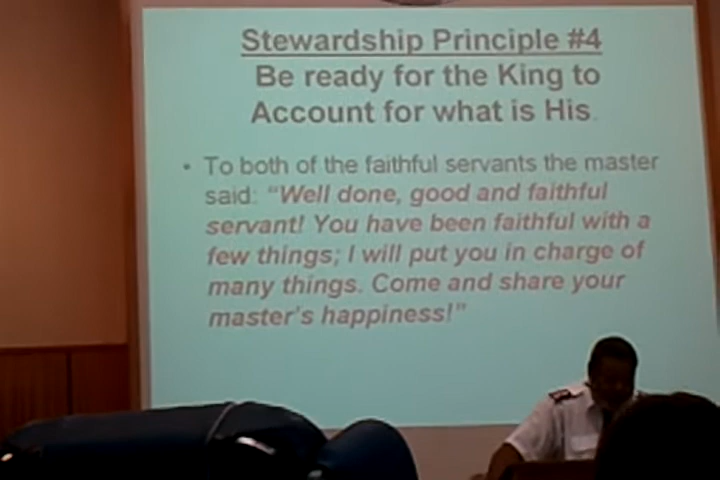 Stewardship Principle #4
Be ready for the King to
Account for what is His.
• To both of the faithful servants the master
said: "Well done, good and faithful
servant! You have been faithful with a
few things; I will put you in charge of
many things. Come and share your
master's happiness!"